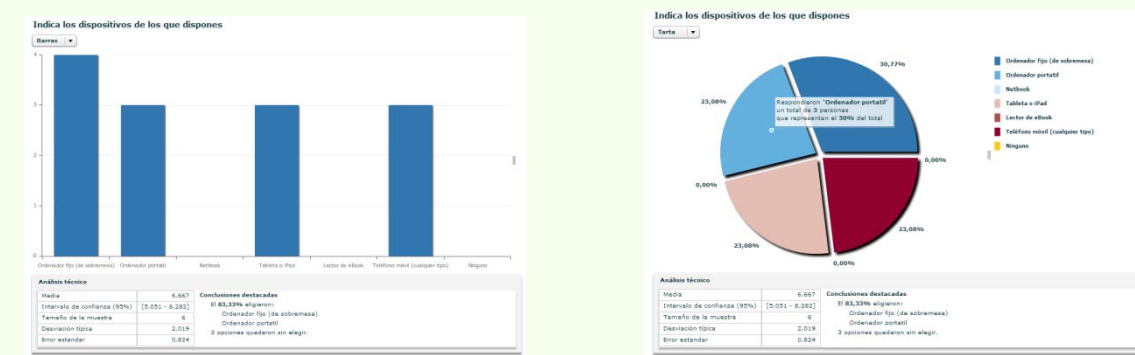 Indica los dispositivos de los que dispones
Barras
4
3
2
1
0
Ordenador fijo (de sobremesa) Ordenador portatil Netbook Tableta o iPad Lector de eBook Teléfono móvil (cualquier tipo) Ninguno
Análisis técnico
Media 6.667
Intervalo de confianza (95%) [5.051 - 8.282]
Tamaño de la muestra 6
Desviación típica 2.019
Error estandar 0.824
Conclusiones destacadas
El 83,33% eligieron:
Ordenador fijo (de sobremesa)
Ordenador portatil
3 opciones quedaron sin elegir.
Indica los dispositivos de los que dispones
Tarta
30,77%
23,08%
Respondieron "Ordenador portatil"
un total de 3 personas
que representan el 50% del total
0,00%
0,00%
23,08%
23,08%
0,00%
Ordenador fijo (de sobremesa)
Ordenador portatil
Netbook
Tableta o iPad
Lector de eBook
Teléfono móvil (cualquier tipo)
Ninguno
Análisis técnico
Media 6.667
Intervalo de confianza (95%) [5.051 - 8.282]
Tamaño de la muestra 6
Desviación típica 2.019
Error estandar 0.824
Conclusiones destacadas
El 83,33% eligieron:
Ordenador fijo (de sobremesa)
Ordenador portatil
3 opciones quedaron sin elegir.